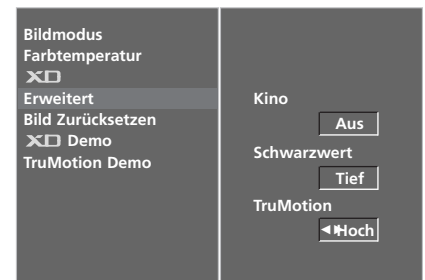 Bildmodus
Farbtemperatur
XD
Erweitert
Bild Zurücksetzen
XD Demo
TruMotion Demo
Kino
Aus
Schwarzwert
Tief
TruMotion
Hoch